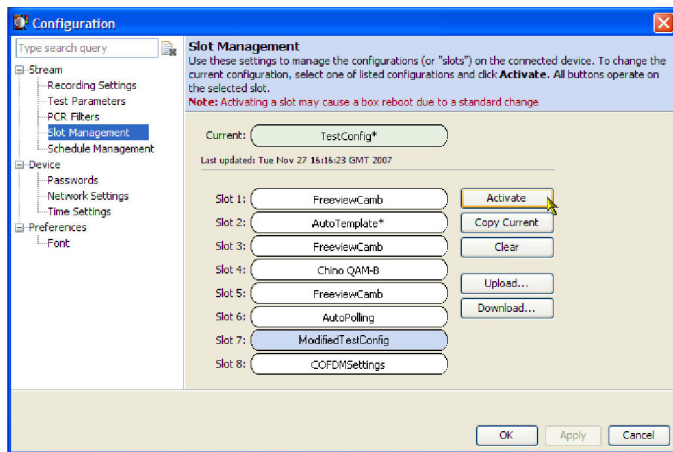 Configuration
Type search query
Stream
Recording Settings
Test Parameters
PCR Filters
Slot Management
Schedule Management
Device
Passwords
Network Settings
Time Settings
Preferences
Font
Slot Management
Use these settings to manage the configurations (or "slots") on the connected device. To change the
current configuration, select one of listed configurations and click Activate. All buttons operate on
the selected slot.
Note: Activating a slot may cause a box reboot due to a standard change
Current: TestConfig*
Last updated: Tue Nov 27 16:16:23 GMT 2007
Slot 1: FreeviewCamb
Slot 2: AutoTemplate*
Slot 3: FreeviewCamb
Slot 4: Chino QAM-B
Slot 5: FreeviewCamb
Slot 6: AutoPolling
Slot 7: ModifiedTestConfig
Slot 8: COFDMSettings
Activate
Copy Current
Clear
Upload...
Download...
OK Apply Cancel